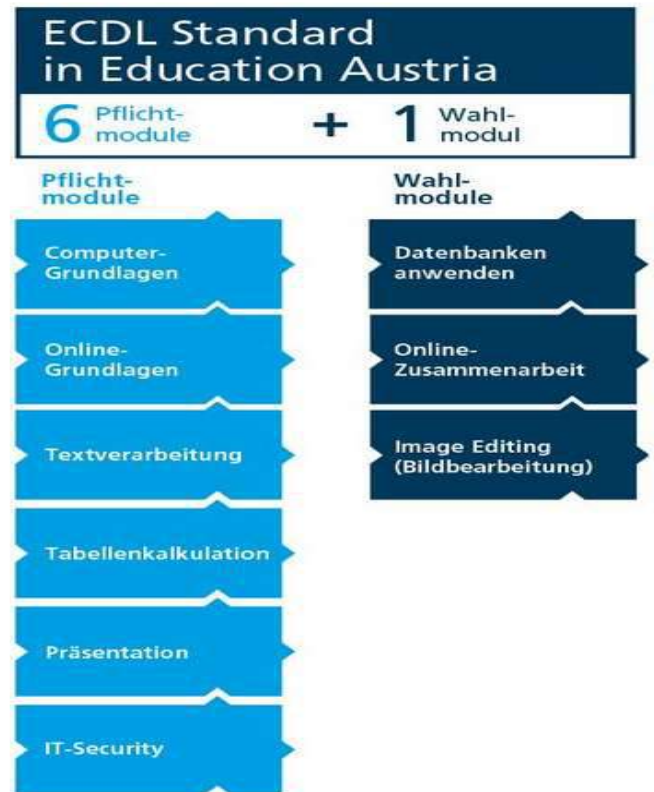 ECDL Standard
in Education Austria
6 Pflicht-
module
+ 1 Wahl-
modul
Pflicht-
module
Computer-
Grundlagen
Online-
Grundlagen
Textverarbeitung
Tabellenkalkulation
Präsentation
IT-Security
Wahl-
module
Datenbanken
anwenden
Online-
Zusammenarbeit
Image Editing
(Bildbearbeitung)